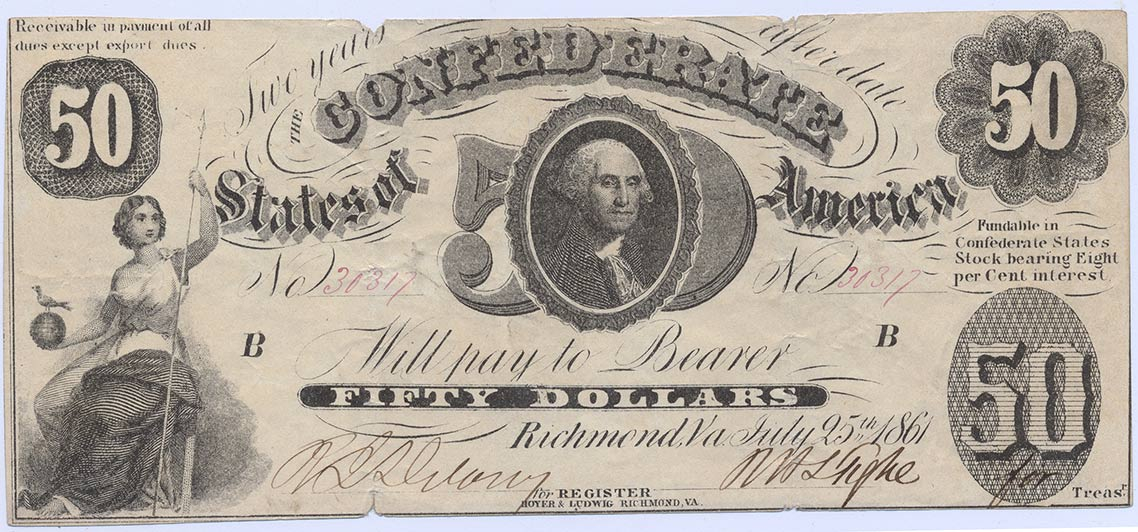 Receivable in payment of all
dues except export dues.
Two years after date
50
THE CONFEDERATE
50
50
States of America
Fundable in
Confederate States
Stock bearing Eight
per Cent interest.
No 30317 No 30317
B B
Will pay to Bearer
FIFTY DOLLARS
50
Richmond, Va. July 25th 1861
for REGISTER
for Treasr.
HOYER & LUDWIG RICHMOND, VA.